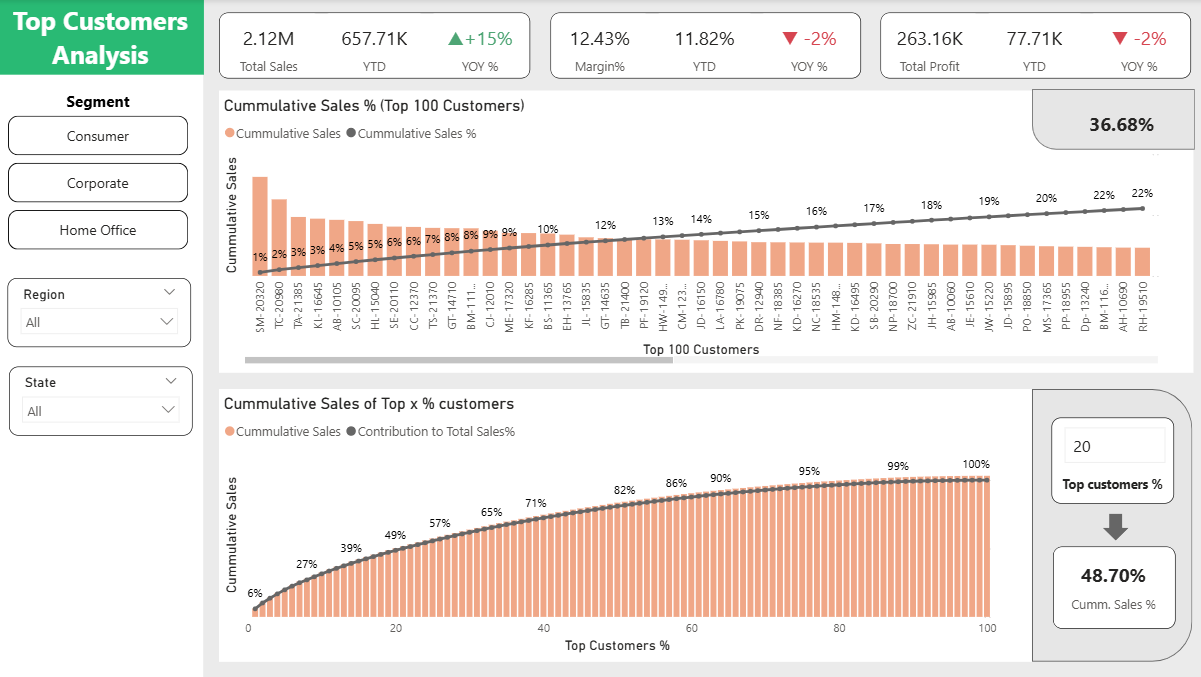 Top Customers
Analysis
Segment
Consumer
Corporate
Home Office
Region
All
State
All
2.12M 657.71K ▲+15%
Total Sales YTD YOY %
12.43% 11.82% ▼ -2%
Margin% YTD YOY %
263.16K 77.71K ▼ -2%
Total Profit YTD YOY %
Cummulative Sales % (Top 100 Customers)
Cummulative Sales Cummulative Sales %
36.68%
Cummulative Sales
1% 2% 3% 3% 4% 5% 5% 6% 6% 7% 8% 8% 9% 9% 10% 12% 13% 14% 15% 16% 17% 18% 19% 20% 22% 22%
SM-20320
TC-20980
TA-21385
KL-16645
AB-10105
SC-20095
HL-15040
SE-20110
CC-12370
TS-21370
GT-14710
BM-111...
CJ-12010
ME-17320
KF-16285
BS-11365
EH-13765
JL-15835
GT-14635
TB-21400
PF-19120
HW-149...
CM-123...
JD-16150
LA-16780
PK-19075
DR-12940
NF-18385
KD-16270
NC-18535
HM-148...
KD-16495
SB-20290
NP-18700
ZC-21910
JH-15985
AB-10060
JE-15610
JW-15220
JD-15895
PO-18850
MS-17365
PP-18955
Dp-13240
BM-116...
AH-10690
RH-19510
Top 100 Customers
Cummulative Sales of Top x % customers
Cummulative Sales Contribution to Total Sales%
Cummulative Sales
6% 27% 39% 49% 57% 65% 71% 82% 86% 90% 95% 99% 100%
0 20 40 60 80 100
Top Customers %
20
Top customers %
48.70%
Cumm. Sales %